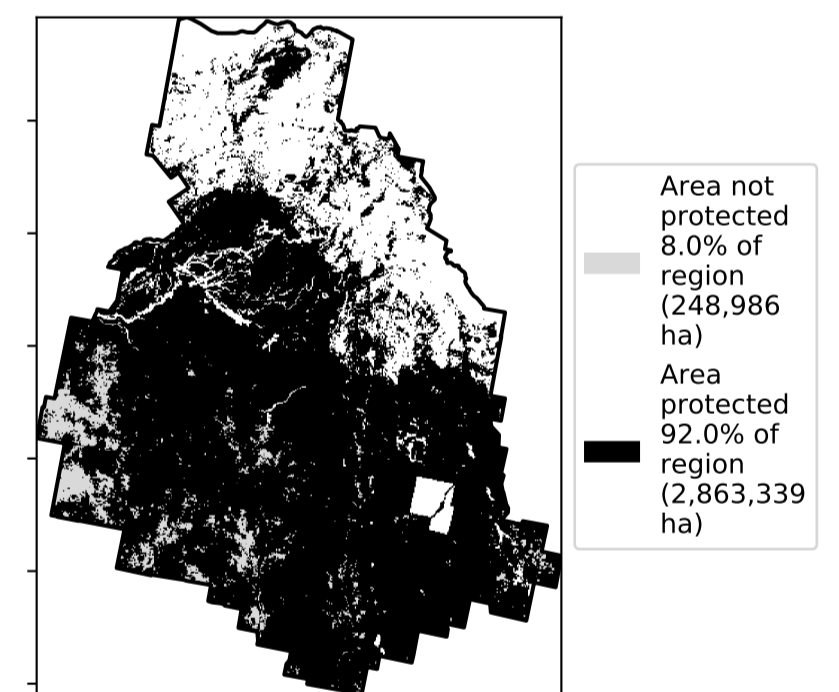 Area not
protected
8.0% of
region
(248,986
ha)
Area
protected
92.0% of
region
(2,863,339
ha)